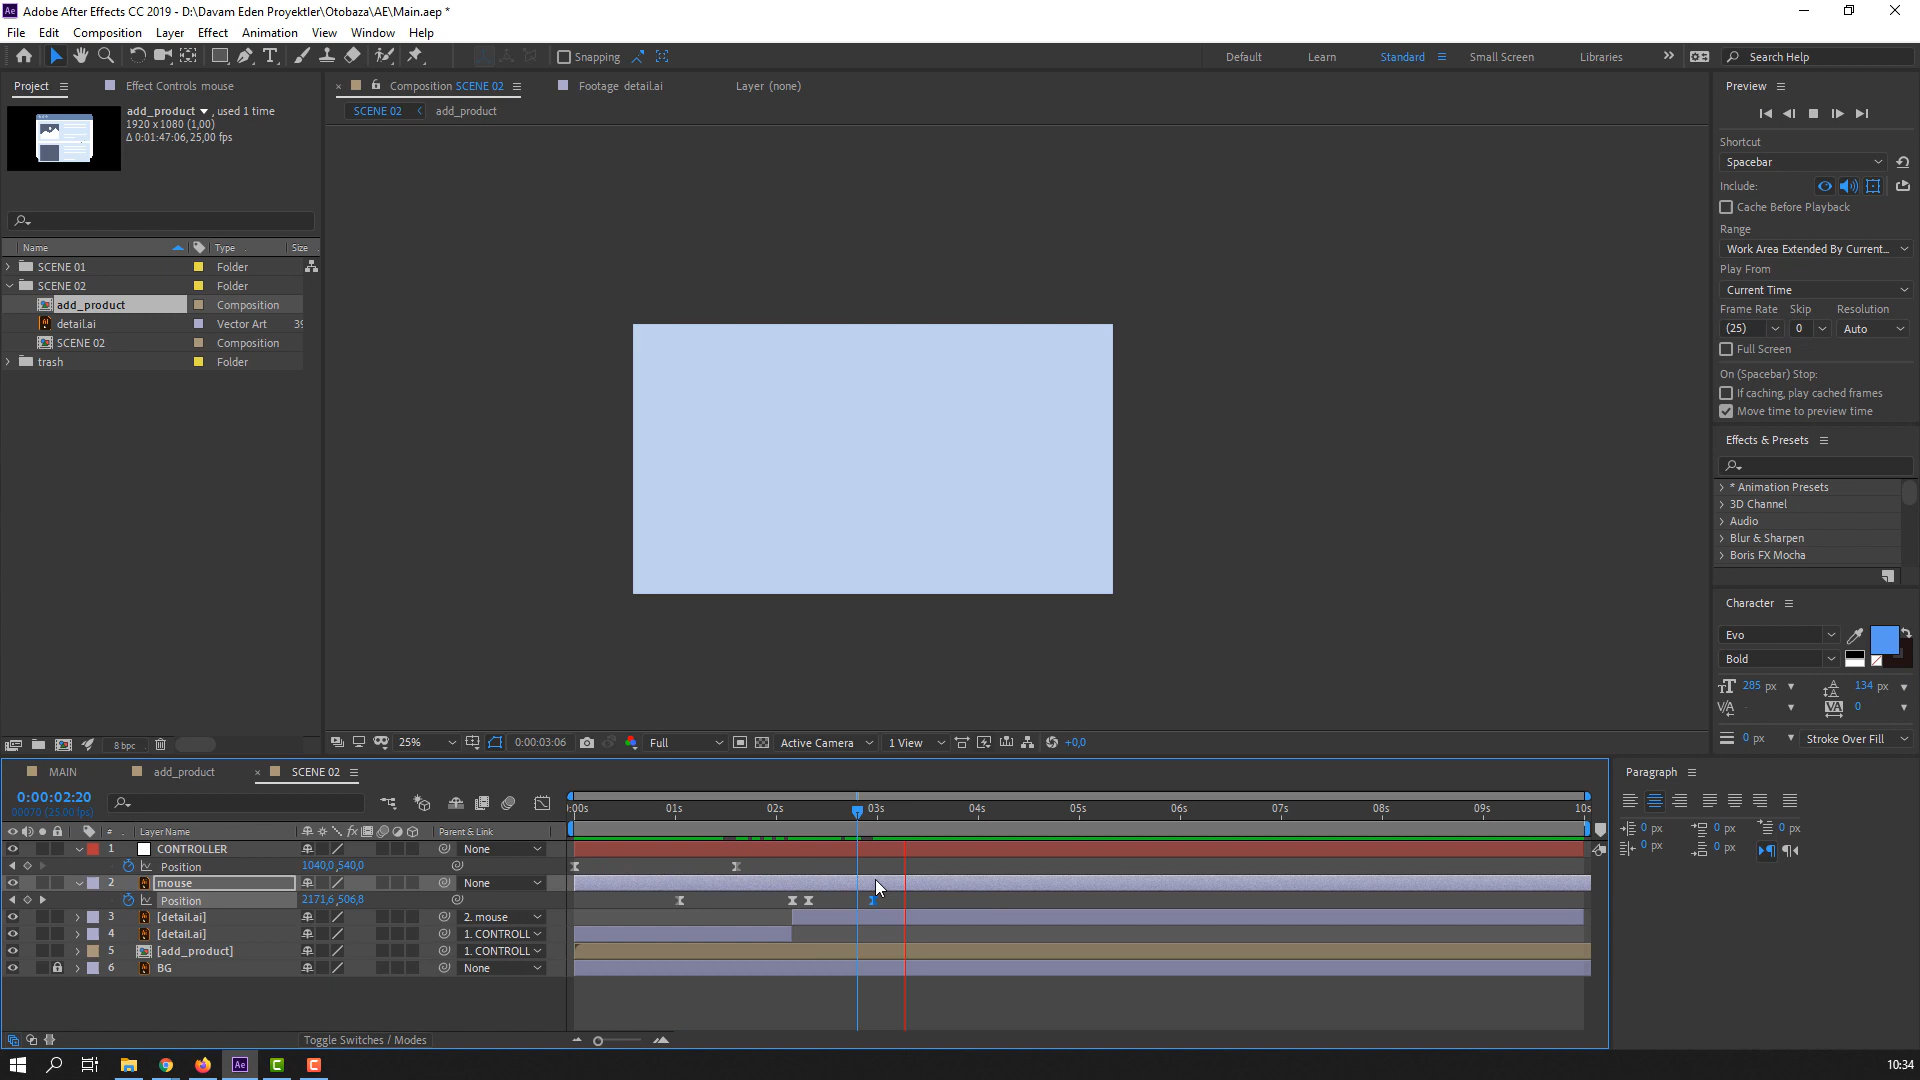 Adobe After Effects CC 2019 - D:\Davam Eden Proyektler\Otobaza\AE\Main.aep *
File Edit Composition Layer Effect Animation View Window Help
Snapping
Default Learn Standard Small Screen Libraries Search Help
Project Effect Controls mouse
add_product , used 1 time
1920 x 1080 (1,00)
Δ 0:01:47:06, 25,00 fps
Name Type Size
SCENE 01 Folder
SCENE 02 Folder
add_product Composition
detail.ai Vector Art 39
SCENE 02 Composition
trash Folder
8 bpc
Composition SCENE 02 Footage detail.ai Layer (none)
SCENE 02 add_product
25% 0:00:03:06 Full Active Camera 1 View +0,0
Preview
Shortcut
Spacebar
Include:
Cache Before Playback
Range
Work Area Extended By Current...
Play From
Current Time
Frame Rate Skip Resolution
(25) 0 Auto
Full Screen
On (Spacebar) Stop:
If caching, play cached frames
Move time to preview time
Effects & Presets
* Animation Presets
3D Channel
Audio
Blur & Sharpen
Boris FX Mocha
Character
Evo
Bold
285 px 134 px
- 0
0 px Stroke Over Fill
Paragraph
0 px 0 px 0 px
0 px 0 px
MAIN add_product SCENE 02
0:00:02:20
00070 (25.00 fps)
:00s 01s 02s 03s 04s 05s 06s 07s 08s 09s 10s
# Layer Name fx Parent & Link
1 CONTROLLER None
Position 1040,0,540,0
2 mouse None
Position 2171,6,506,8
3 [detail.ai] 2. mouse
4 [detail.ai] 1. CONTROLL
5 [add_product] 1. CONTROLL
6 BG None
Toggle Switches / Modes
10:34